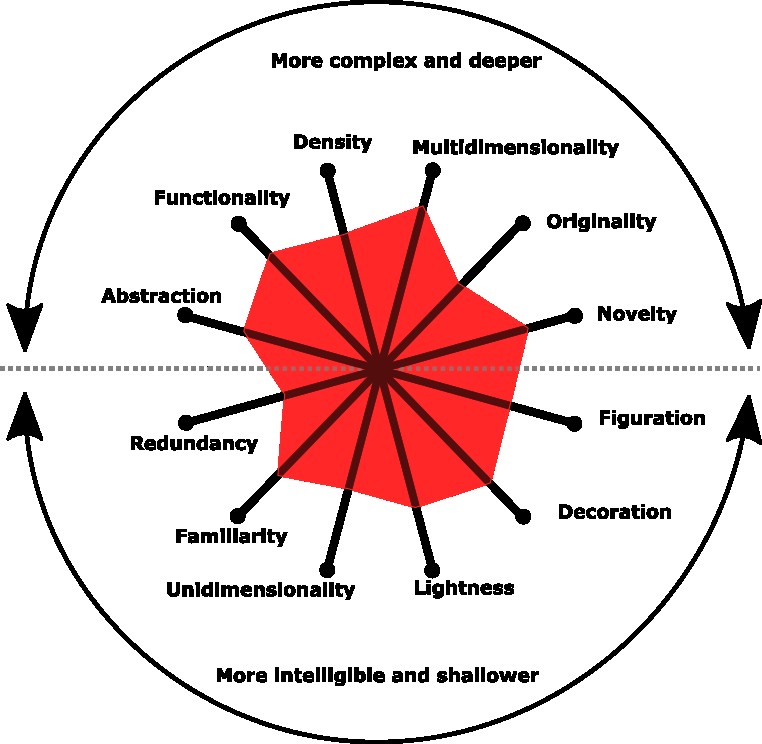 More complex and deeper
Density
Multidimensionality
Functionality
Originality
Abstraction
Novelty
Redundancy
Figuration
Familiarity
Decoration
Unidimensionality
Lightness
More intelligible and shallower